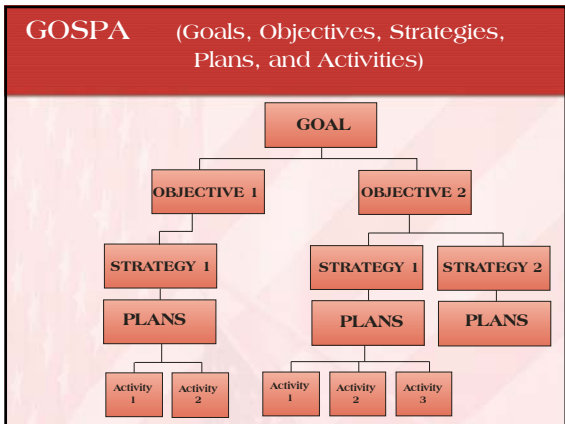 GOSPA (Goals, Objectives, Strategies,
Plans, and Activities)
GOAL
OBJECTIVE 1 OBJECTIVE 2
STRATEGY 1 STRATEGY 1 STRATEGY 2
PLANS PLANS PLANS
Activity Activity Activity Activity Activity
1 2 1 2 3